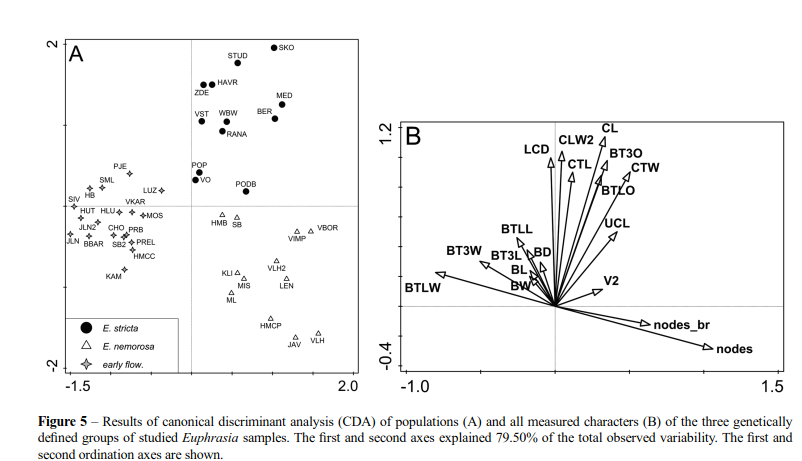 2
A
SKO
STUD
HAVR
ZDE
MED
BER
VST
WBW
RANA
POP
VO
PODB
PJE
SML
HB
LUZ
SIV
HUT
HLU
VKAR
MOS
JLN2
CHO
PRB
JLN
BBAR
SB2
PREL
HMCC
KAM
HMB
SB
VIMP
VBOR
VLH2
KLI
MIS
LEN
ML
HMCP
JAV
VLH
E. stricta
E. nemorosa
early flow.
-2
-1.5
2.0
1.2
B
CL
LCD
CLW2
CTL
BT3O
CTW
BTLO
UCL
BTLL
BT3W
BT3L
BD
BL
BW
BTLW
V2
nodes_br
nodes
-0.4
-1.0
1.5
Figure 5 – Results of canonical discriminant analysis (CDA) of populations (A) and all measured characters (B) of the three genetically
defined groups of studied Euphrasia samples. The first and second axes explained 79.50% of the total observed variability. The first and
second ordination axes are shown.